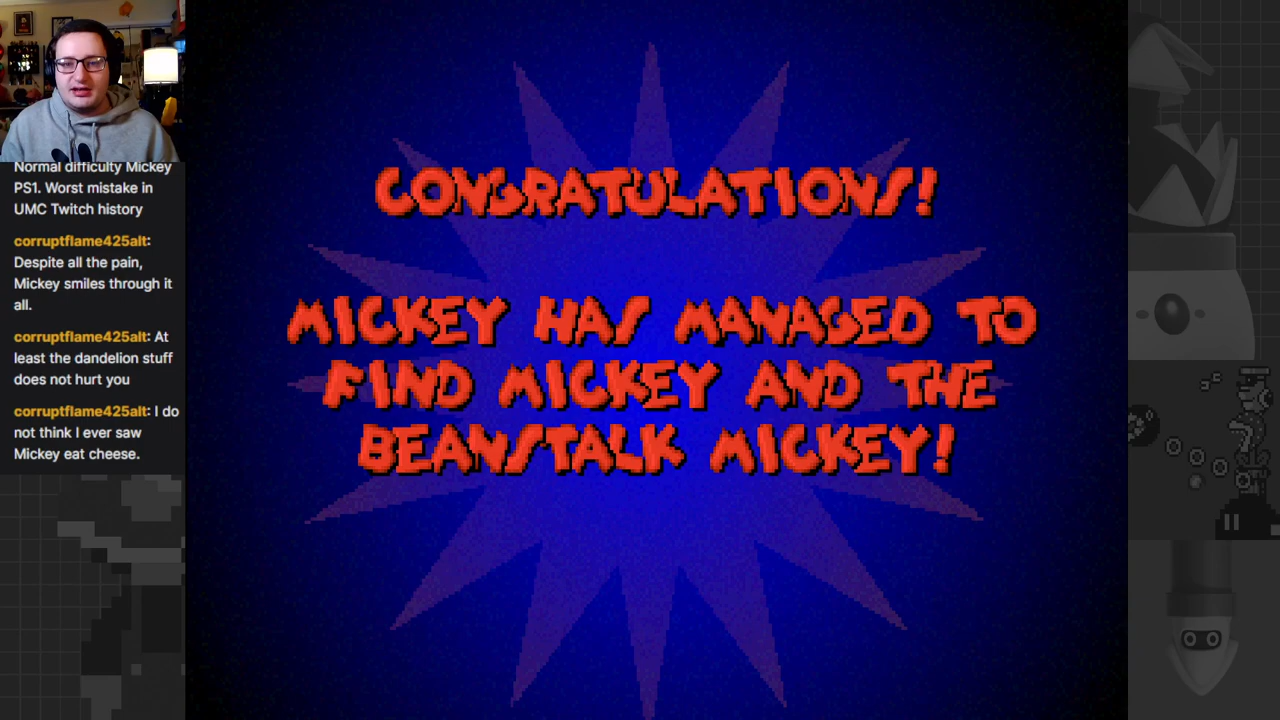 Normal difficulty Mickey
PS1. Worst mistake in
UMC Twitch history
corruptflame425alt:
Despite all the pain,
Mickey smiles through it
all.
corruptflame425alt: At
least the dandelion stuff
does not hurt you
corruptflame425alt: I do
not think I ever saw
Mickey eat cheese.
CONGRATULATIONS!
MICKEY HAS MANAGED TO
FIND MICKEY AND THE
BEANSTALK MICKEY!